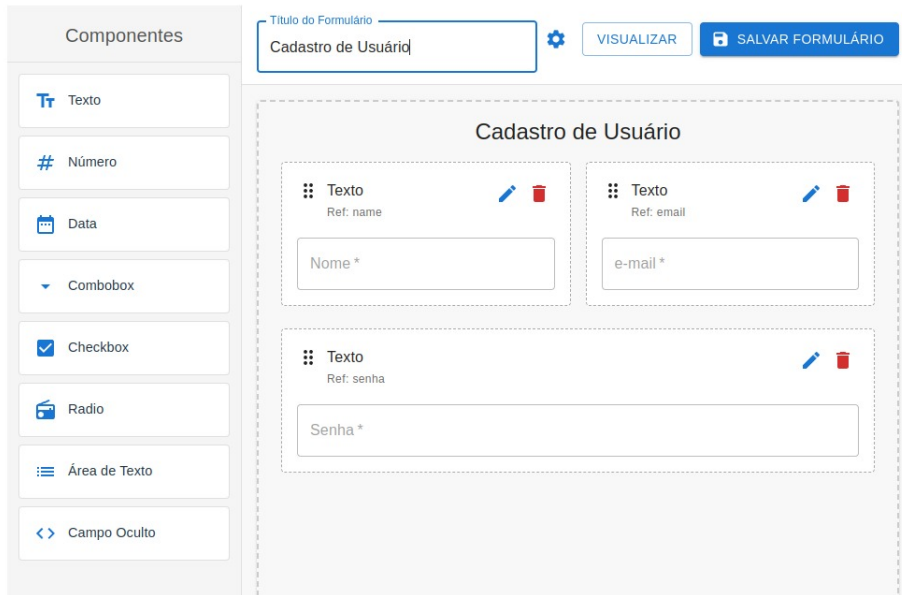 Componentes
Texto
Número
Data
Combobox
Checkbox
Radio
Área de Texto
Campo Oculto
Título do Formulário
Cadastro de Usuário
VISUALIZAR
SALVAR FORMULÁRIO
Cadastro de Usuário
Texto
Ref: name
Nome *
Texto
Ref: email
e-mail *
Texto
Ref: senha
Senha *